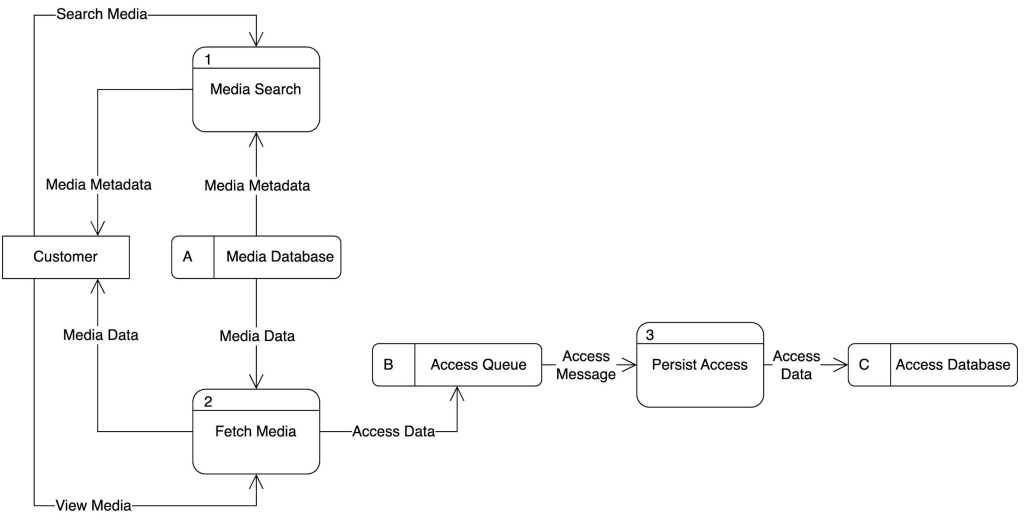 Search Media
1
Media Search
Media Metadata
Media Metadata
Customer
A
Media Database
Media Data
Media Data
B
Access Queue
Access
Message
3
Persist Access
Access
Data
C
Access Database
2
Fetch Media
Access Data
View Media